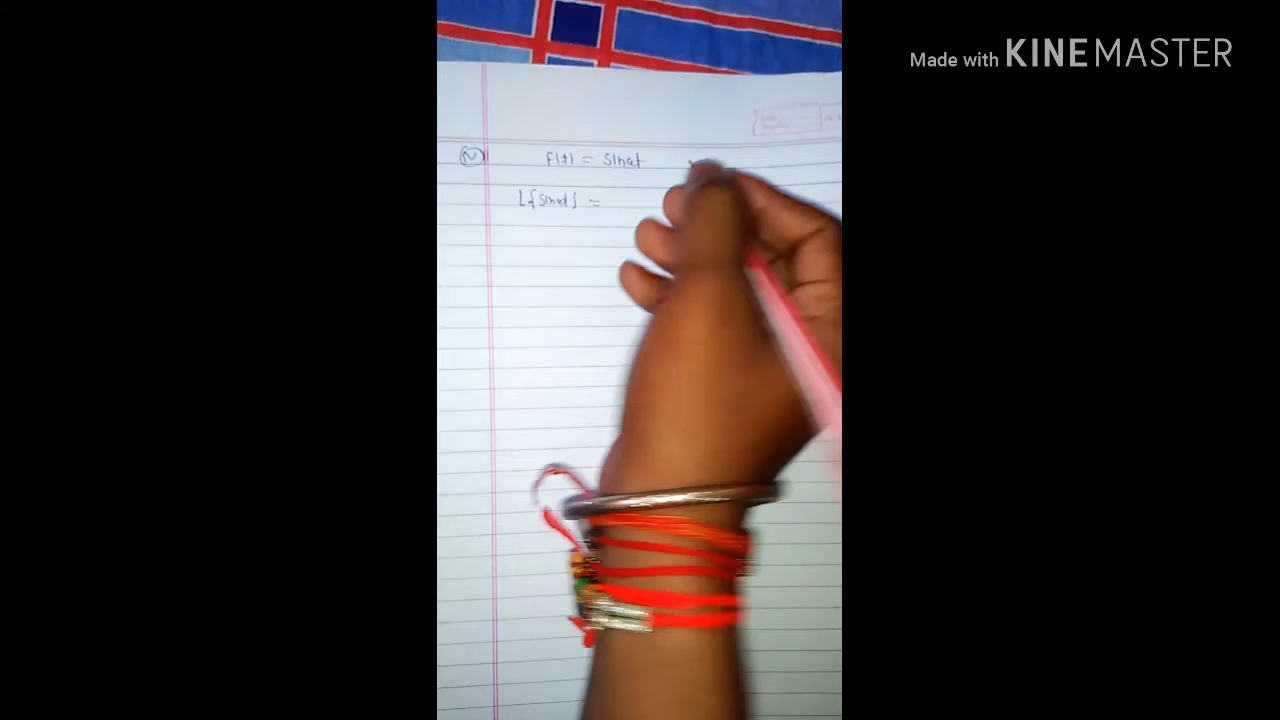 Made with KINEMASTER
(N) F(t) = Sinat
L{Sinat} =